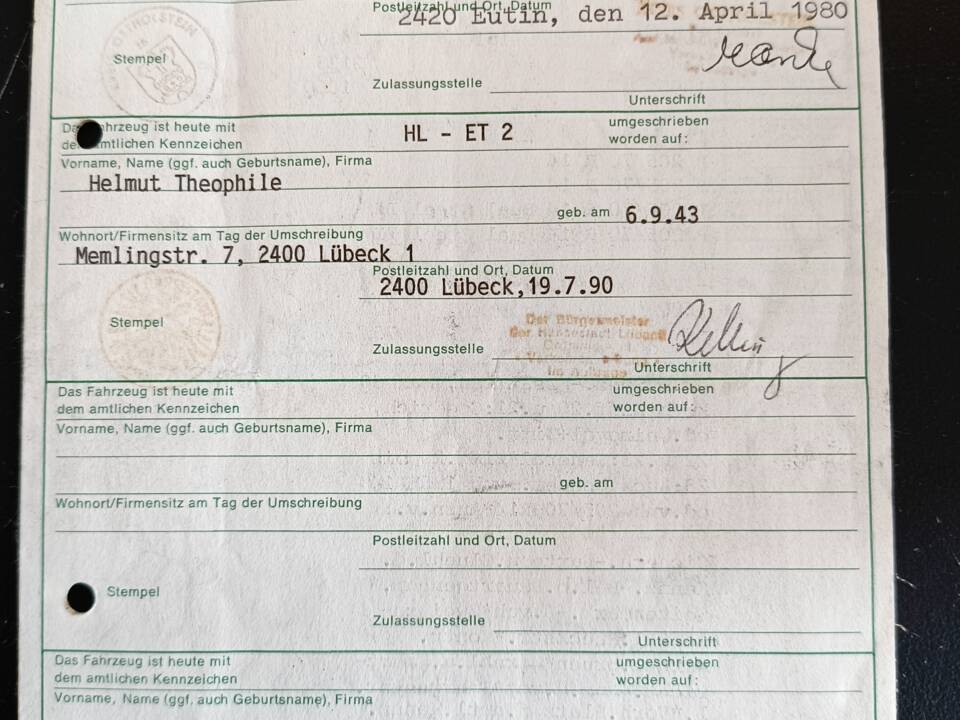 Postleitzahl und Ort, Datum
2420 Eutin, den 12. April 1980
OSTHOLSTEIN
Stempel
Zulassungsstelle
Unterschrift
Das Fahrzeug ist heute mit
dem amtlichen Kennzeichen
HL - ET 2
umgeschrieben
worden auf:
Vorname, Name (ggf. auch Geburtsname), Firma
Helmut Theophile
geb. am 6.9.43
Wohnort/Firmensitz am Tag der Umschreibung
Memlingstr. 7, 2400 Lübeck 1
Postleitzahl und Ort, Datum
2400 Lübeck,19.7.90
Stempel
Der Bürgermeister
der Hansestadt Lübeck
Im Auftrage
Zulassungsstelle
Unterschrift
Das Fahrzeug ist heute mit
dem amtlichen Kennzeichen
umgeschrieben
worden auf:
Vorname, Name (ggf. auch Geburtsname), Firma
geb. am
Wohnort/Firmensitz am Tag der Umschreibung
Postleitzahl und Ort, Datum
Stempel
Zulassungsstelle
Unterschrift
Das Fahrzeug ist heute mit
dem amtlichen Kennzeichen
umgeschrieben
worden auf:
Vorname, Name (ggf. auch Geburtsname), Firma